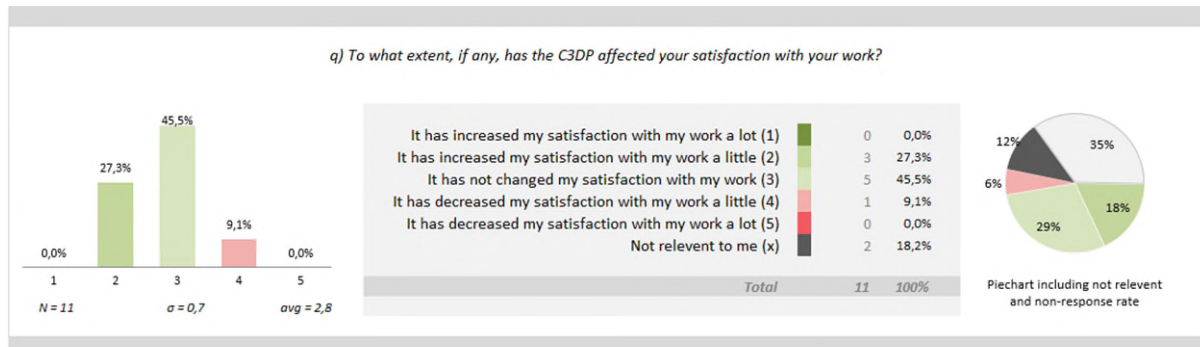 q) To what extent, if any, has the C3DP affected your satisfaction with your work?
45,5%
27,3%
9,1%
0,0%
0,0%
1 2 3 4 5
N = 11 σ = 0,7 avg = 2,8
It has increased my satisfaction with my work a lot (1) 0 0,0%
It has increased my satisfaction with my work a little (2) 3 27,3%
It has not changed my satisfaction with my work (3) 5 45,5%
It has decreased my satisfaction with my work a little (4) 1 9,1%
It has decreased my satisfaction with my work a lot (5) 0 0,0%
Not relevent to me (x) 2 18,2%
Total 11 100%
12%
35%
6%
18%
29%
Piechart including not relevent
and non-response rate